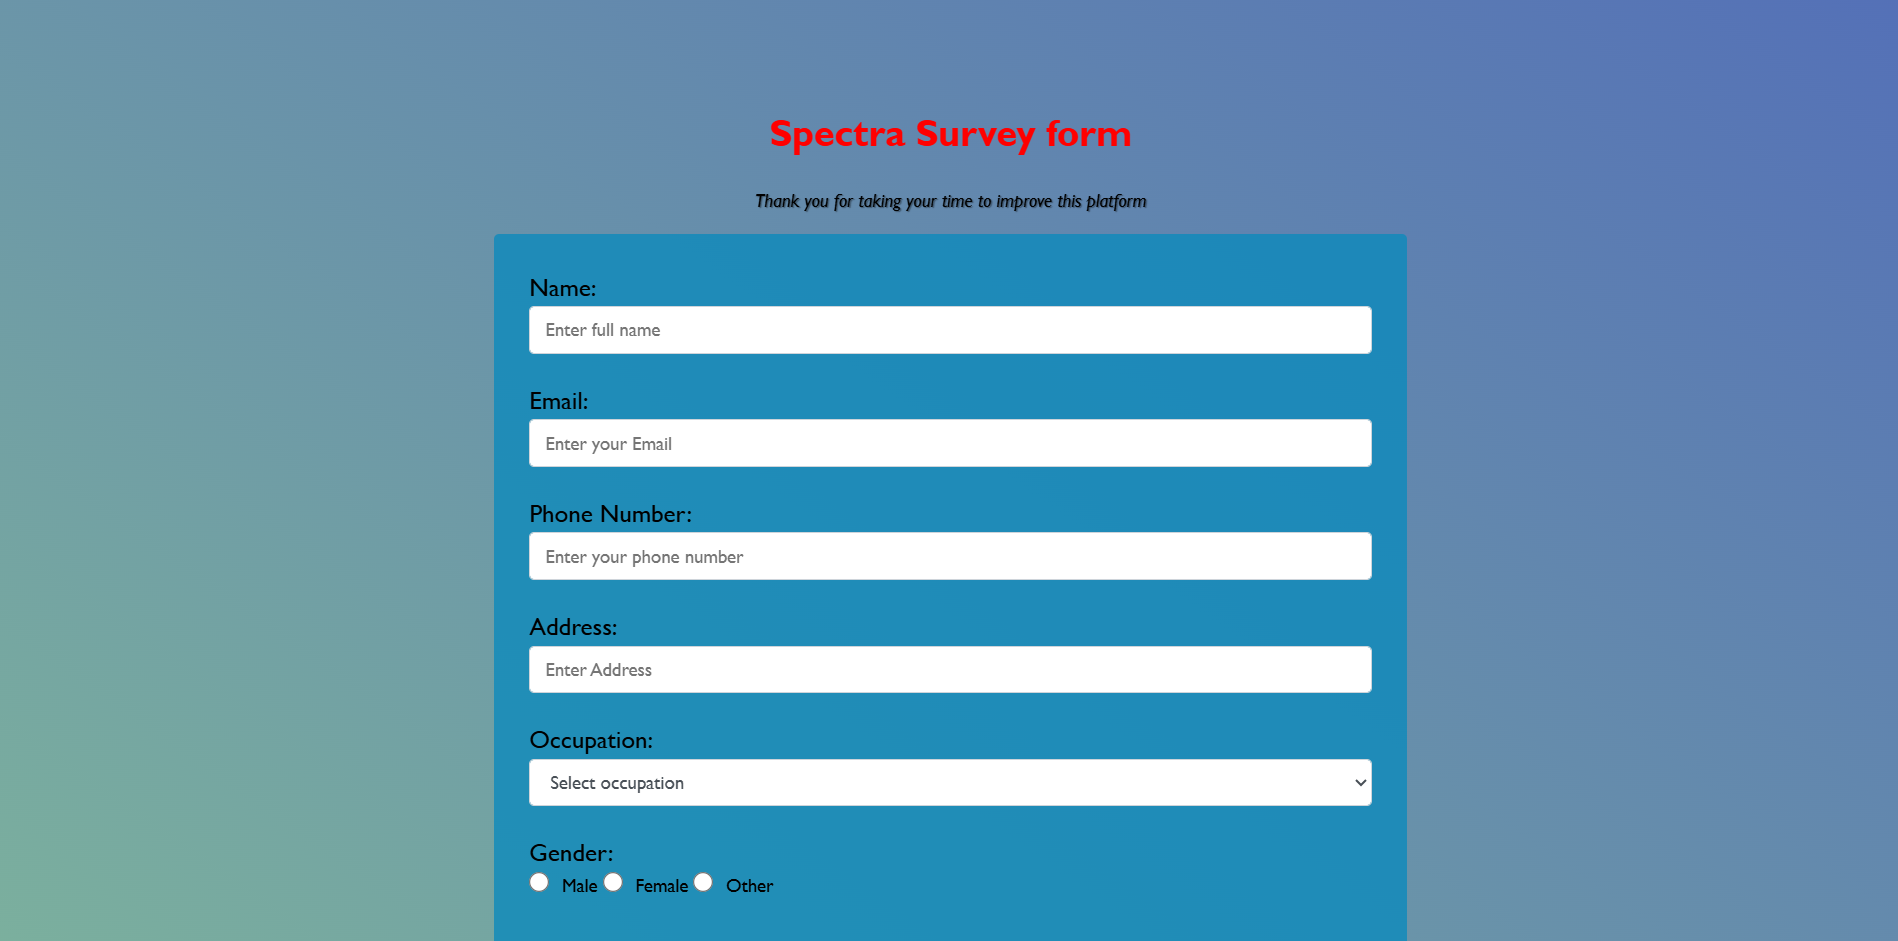 Spectra Survey form
Thank you for taking your time to improve this platform
Name:
Enter full name
Email:
Enter your Email
Phone Number:
Enter your phone number
Address:
Enter Address
Occupation:
Select occupation
Gender:
Male Female Other